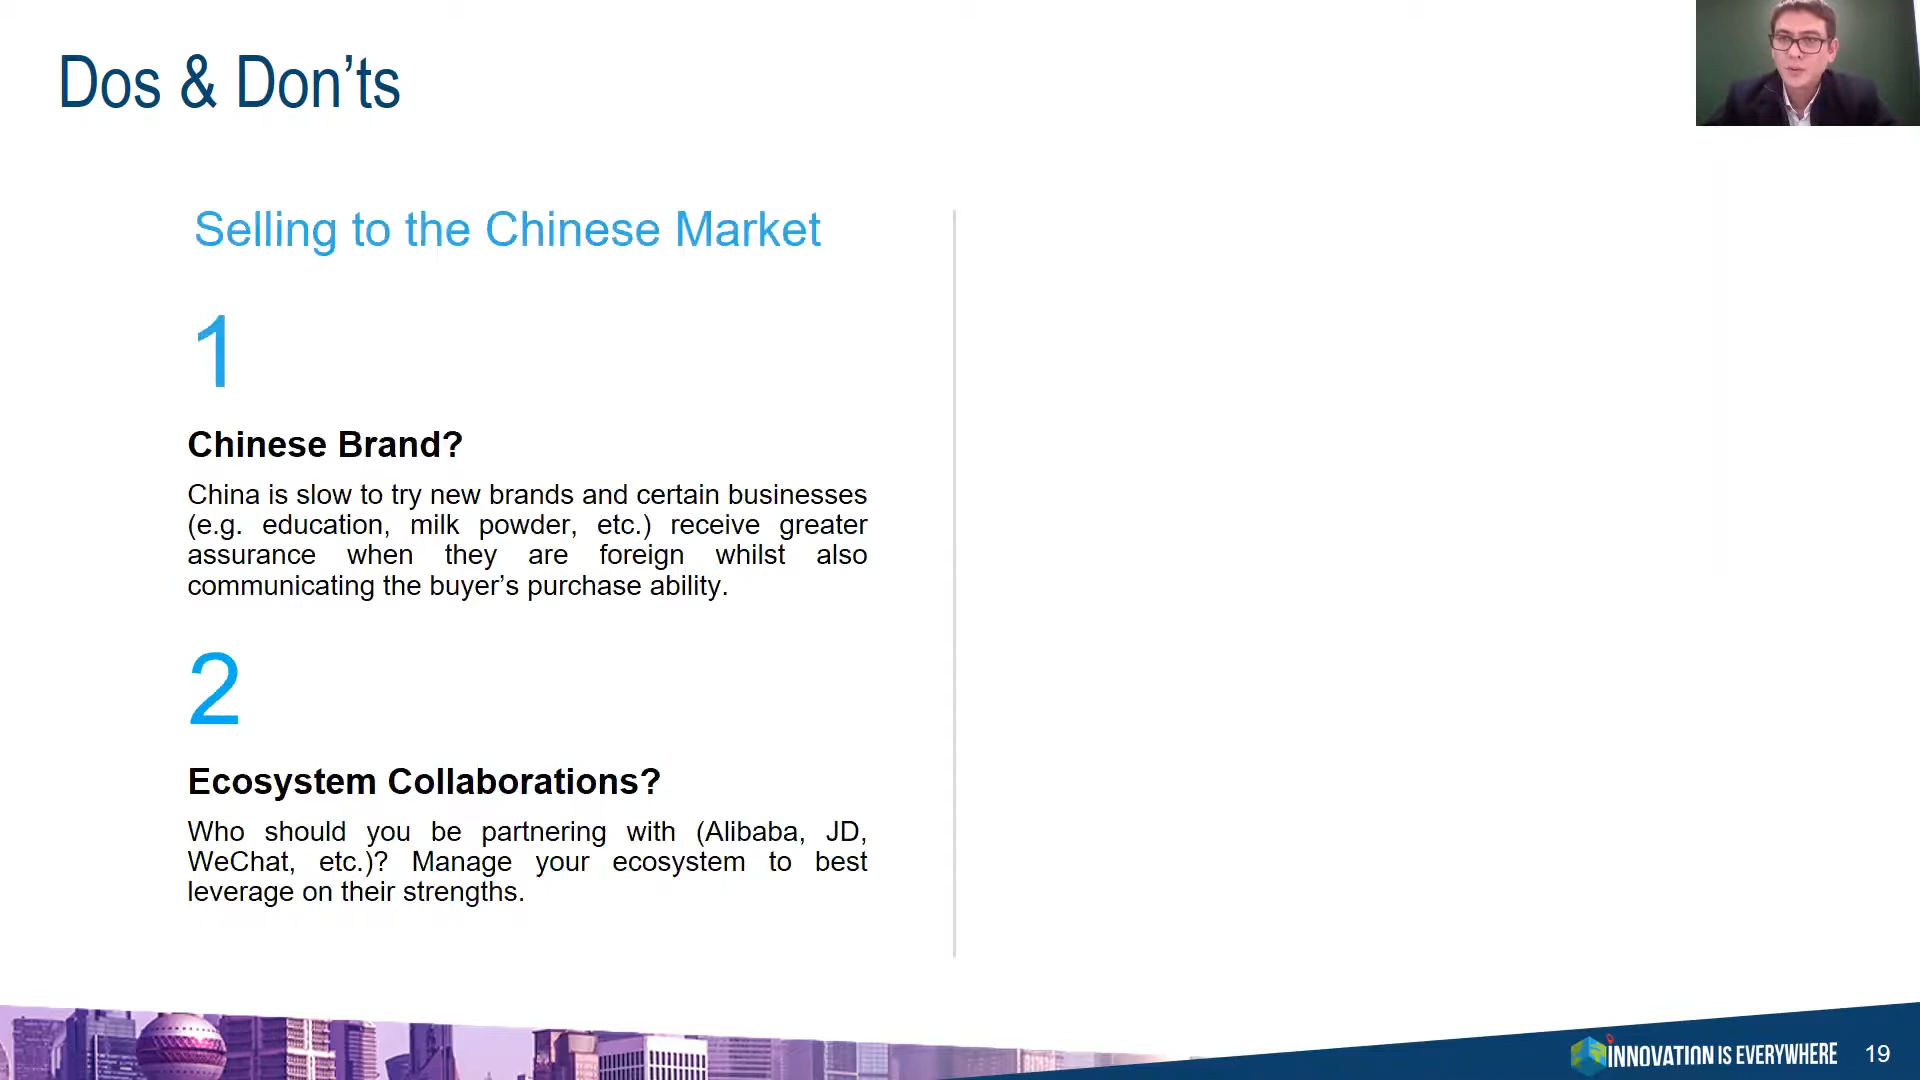 Dos & Don’ts
Selling to the Chinese Market
1
Chinese Brand?
China is slow to try new brands and certain businesses
(e.g. education, milk powder, etc.) receive greater
assurance when they are foreign whilst also
communicating the buyer’s purchase ability.
2
Ecosystem Collaborations?
Who should you be partnering with (Alibaba, JD,
WeChat, etc.)? Manage your ecosystem to best
leverage on their strengths.
INNOVATION IS EVERYWHERE
19